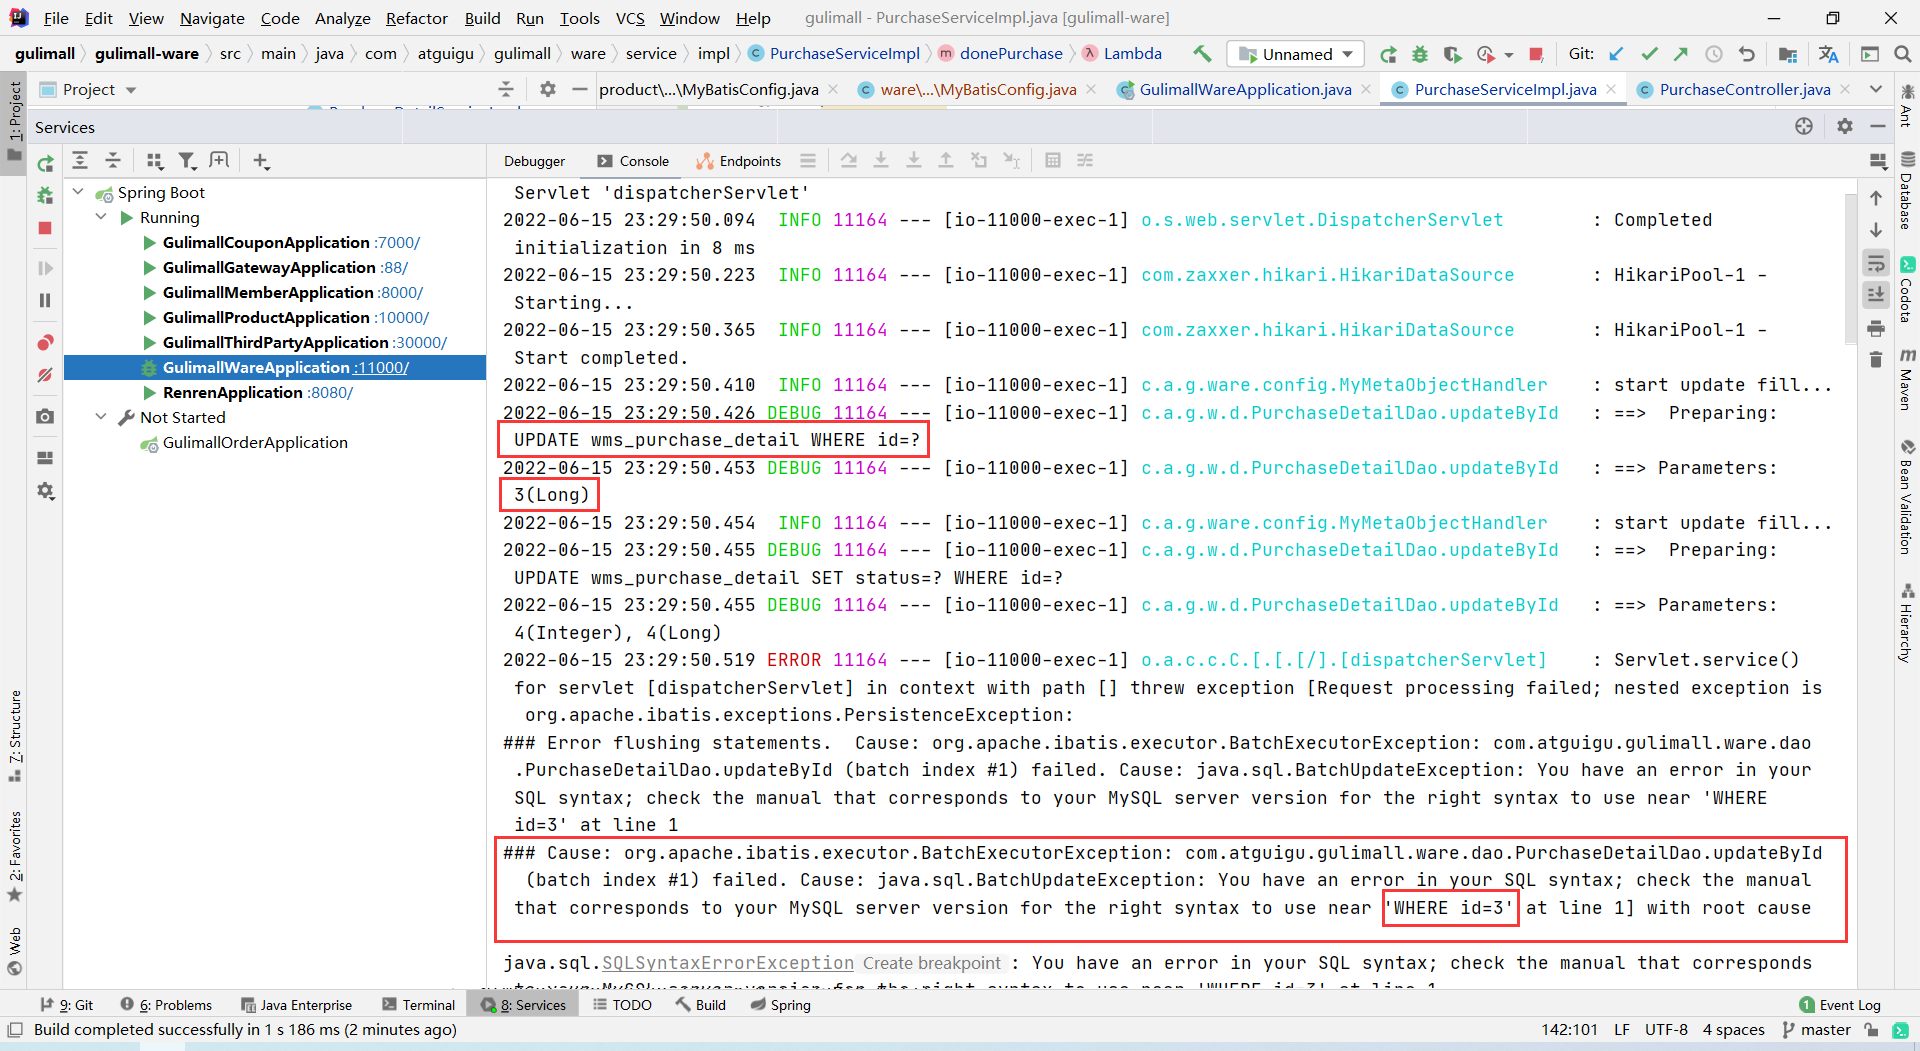 File Edit View Navigate Code Analyze Refactor Build Run Tools VCS Window Help gulimall - PurchaseServiceImpl.java [gulimall-ware]
gulimall gulimall-ware src main java com atguigu gulimall ware service impl PurchaseServiceImpl donePurchase Lambda Unnamed Git:
Project product\...\MyBatisConfig.java ware\...\MyBatisConfig.java GulimallWareApplication.java PurchaseServiceImpl.java PurchaseController.java
Services
Debugger Console Endpoints
Spring Boot
Running
GulimallCouponApplication :7000/
GulimallGatewayApplication :88/
GulimallMemberApplication :8000/
GulimallProductApplication :10000/
GulimallThirdPartyApplication :30000/
GulimallWareApplication :11000/
RenrenApplication :8080/
Not Started
GulimallOrderApplication
Servlet 'dispatcherServlet'
2022-06-15 23:29:50.094 INFO 11164 --- [io-11000-exec-1] o.s.web.servlet.DispatcherServlet : Completed
initialization in 8 ms
2022-06-15 23:29:50.223 INFO 11164 --- [io-11000-exec-1] com.zaxxer.hikari.HikariDataSource : HikariPool-1 -
Starting...
2022-06-15 23:29:50.365 INFO 11164 --- [io-11000-exec-1] com.zaxxer.hikari.HikariDataSource : HikariPool-1 -
Start completed.
2022-06-15 23:29:50.410 INFO 11164 --- [io-11000-exec-1] c.a.g.ware.config.MyMetaObjectHandler : start update fill...
2022-06-15 23:29:50.426 DEBUG 11164 --- [io-11000-exec-1] c.a.g.w.d.PurchaseDetailDao.updateById : ==> Preparing:
UPDATE wms_purchase_detail WHERE id=?
2022-06-15 23:29:50.453 DEBUG 11164 --- [io-11000-exec-1] c.a.g.w.d.PurchaseDetailDao.updateById : ==> Parameters:
3(Long)
2022-06-15 23:29:50.454 INFO 11164 --- [io-11000-exec-1] c.a.g.ware.config.MyMetaObjectHandler : start update fill...
2022-06-15 23:29:50.455 DEBUG 11164 --- [io-11000-exec-1] c.a.g.w.d.PurchaseDetailDao.updateById : ==> Preparing:
UPDATE wms_purchase_detail SET status=? WHERE id=?
2022-06-15 23:29:50.455 DEBUG 11164 --- [io-11000-exec-1] c.a.g.w.d.PurchaseDetailDao.updateById : ==> Parameters:
4(Integer), 4(Long)
2022-06-15 23:29:50.519 ERROR 11164 --- [io-11000-exec-1] o.a.c.c.C.[.[.[/].[dispatcherServlet] : Servlet.service()
for servlet [dispatcherServlet] in context with path [] threw exception [Request processing failed; nested exception is
org.apache.ibatis.exceptions.PersistenceException:
### Error flushing statements. Cause: org.apache.ibatis.executor.BatchExecutorException: com.atguigu.gulimall.ware.dao
.PurchaseDetailDao.updateById (batch index #1) failed. Cause: java.sql.BatchUpdateException: You have an error in your
SQL syntax; check the manual that corresponds to your MySQL server version for the right syntax to use near 'WHERE
id=3' at line 1
### Cause: org.apache.ibatis.executor.BatchExecutorException: com.atguigu.gulimall.ware.dao.PurchaseDetailDao.updateById
(batch index #1) failed. Cause: java.sql.BatchUpdateException: You have an error in your SQL syntax; check the manual
that corresponds to your MySQL server version for the right syntax to use near 'WHERE id=3' at line 1] with root cause
java.sql.SQLSyntaxErrorException Create breakpoint : You have an error in your SQL syntax; check the manual that corresponds
1: Project
7: Structure
2: Favorites
Web
Ant
Database
Codota
Maven
Bean Validation
Hierarchy
9: Git 6: Problems Java Enterprise Terminal 8: Services TODO Build Spring 1 Event Log
Build completed successfully in 1 s 186 ms (2 minutes ago) 142:101 LF UTF-8 4 spaces master